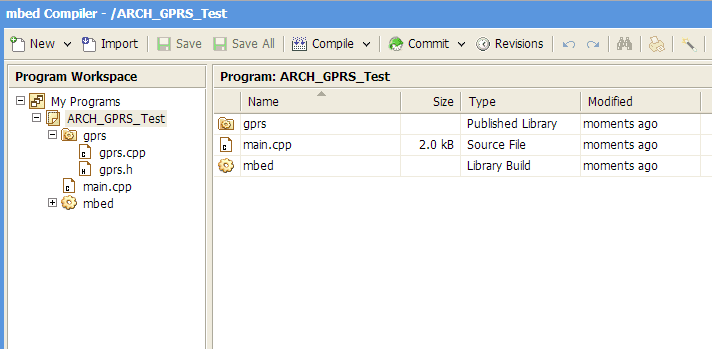 mbed Compiler - /ARCH_GPRS_Test
New Import Save Save All Compile Commit Revisions
Program Workspace
My Programs
ARCH_GPRS_Test
gprs
gprs.cpp
gprs.h
main.cpp
mbed
Program: ARCH_GPRS_Test
Name Size Type Modified
gprs Published Library moments ago
main.cpp 2.0 kB Source File moments ago
mbed Library Build moments ago